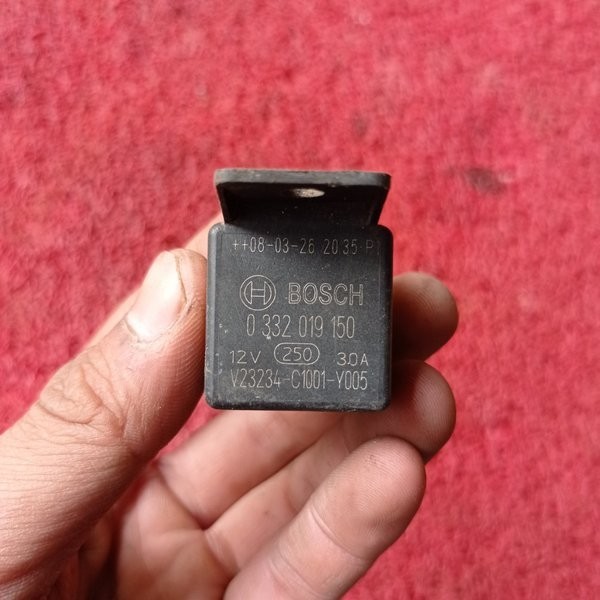 ++08-03-26 20 35 P
BOSCH
0 332 019 150
12V 250 30A
V23234-C1001-Y005